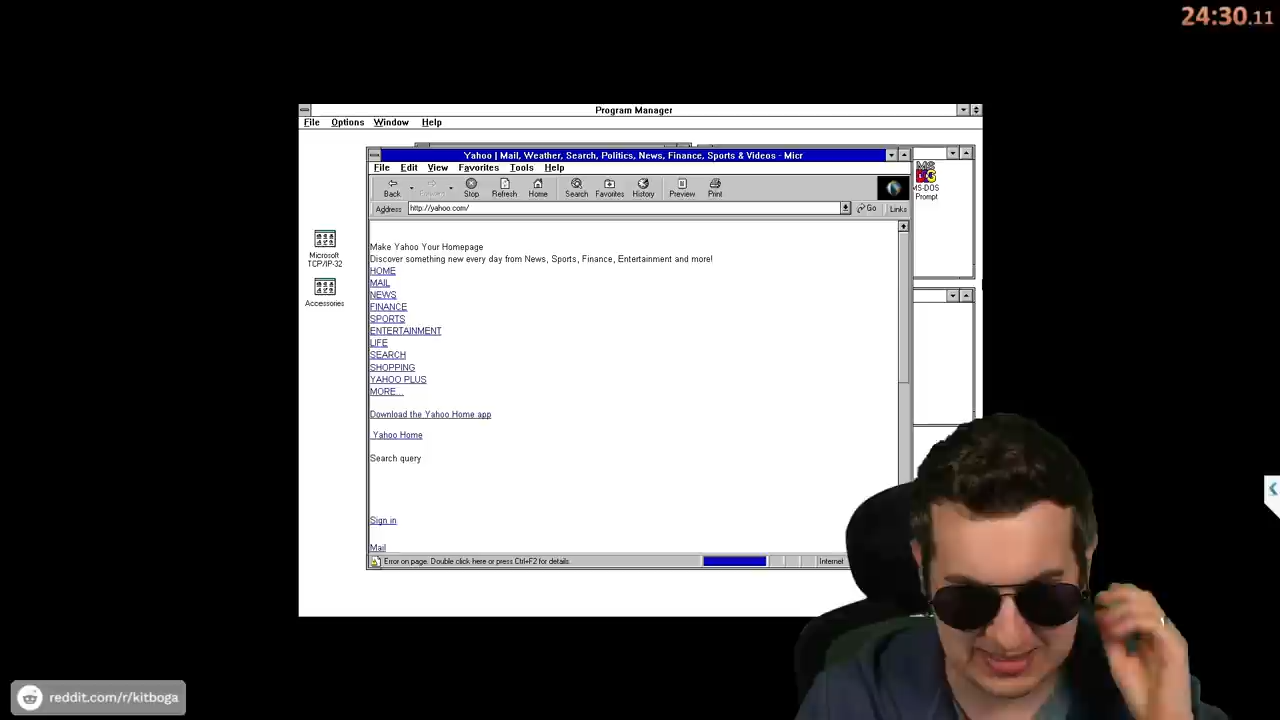 24:30.11
Program Manager
File Options Window Help
Yahoo | Mail, Weather, Search, Politics, News, Finance, Sports & Videos - Micr
File Edit View Favorites Tools Help
Back Forward Stop Refresh Home Search Favorites History Preview Print
Address http://yahoo.com/ Go Links
MS-DOS
Prompt
Microsoft
TCP/IP-32
Accessories
Make Yahoo Your Homepage
Discover something new every day from News, Sports, Finance, Entertainment and more!
HOME
MAIL
NEWS
FINANCE
SPORTS
ENTERTAINMENT
LIFE
SEARCH
SHOPPING
YAHOO PLUS
MORE...
Download the Yahoo Home app
Yahoo Home
Search query
Sign in
Mail
Error on page. Double click here or press Ctrl+F2 for details. Internet
reddit.com/r/kitboga